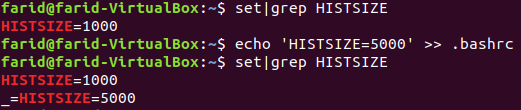 farid@farid-VirtualBox:~$ set|grep HISTSIZE
HISTSIZE=1000
farid@farid-VirtualBox:~$ echo 'HISTSIZE=5000' >> .bashrc
farid@farid-VirtualBox:~$ set|grep HISTSIZE
HISTSIZE=1000
_=HISTSIZE=5000